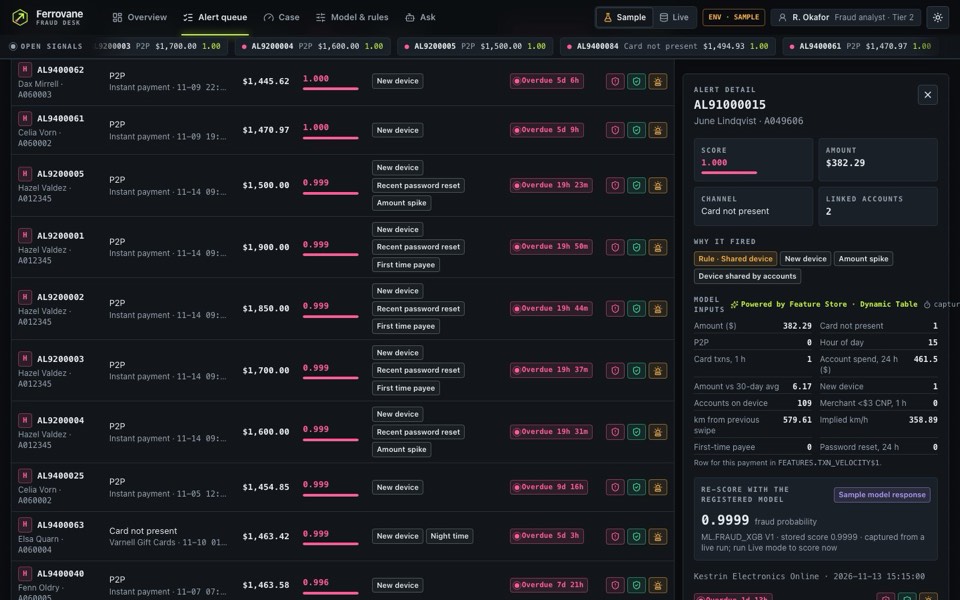 Ferrovane
FRAUD DESK
Overview
Alert queue
Case
Model & rules
Ask
Sample
Live
ENV · SAMPLE
R. Okafor Fraud analyst · Tier 2
OPEN SIGNALS
L9200003 P2P $1,700.00 1.00
AL9200004 P2P $1,600.00 1.00
AL9200005 P2P $1,500.00 1.00
AL9400084 Card not present $1,494.93 1.00
AL9400061 P2P $1,470.97 1.00
H AL9400062
Dax Mirrell · A060003
P2P
Instant payment · 11-09 22:…
$1,445.62
1.000
New device
Overdue 5d 6h
H AL9400061
Celia Vorn · A060002
P2P
Instant payment · 11-09 19:…
$1,470.97
1.000
New device
Overdue 5d 9h
H AL9200005
Hazel Valdez · A012345
P2P
Instant payment · 11-14 09:…
$1,500.00
0.999
New device
Recent password reset
Amount spike
Overdue 19h 23m
H AL9200001
Hazel Valdez · A012345
P2P
Instant payment · 11-14 09:…
$1,900.00
0.999
New device
Recent password reset
First time payee
Overdue 19h 50m
H AL9200002
Hazel Valdez · A012345
P2P
Instant payment · 11-14 09:…
$1,850.00
0.999
New device
Recent password reset
First time payee
Overdue 19h 44m
H AL9200003
Hazel Valdez · A012345
P2P
Instant payment · 11-14 09:…
$1,700.00
0.999
New device
Recent password reset
First time payee
Overdue 19h 37m
H AL9200004
Hazel Valdez · A012345
P2P
Instant payment · 11-14 09:…
$1,600.00
0.999
New device
Recent password reset
Amount spike
Overdue 19h 31m
H AL9400025
Celia Vorn · A060002
P2P
Instant payment · 11-05 12:…
$1,454.85
0.999
New device
Overdue 9d 16h
H AL9400063
Elsa Quarn · A060004
Card not present
Varnell Gift Cards · 11-10 01…
$1,463.42
0.999
New device
Night time
Overdue 5d 3h
H AL9400040
Fenn Oldry · A060005
P2P
Instant payment · 11-07 07:…
$1,463.58
0.996
New device
Overdue 7d 21h
ALERT DETAIL
AL91000015
June Lindqvist · A049606
SCORE
1.000
AMOUNT
$382.29
CHANNEL
Card not present
LINKED ACCOUNTS
2
WHY IT FIRED
Rule · Shared device
New device
Amount spike
Device shared by accounts
MODEL INPUTS
Powered by Feature Store · Dynamic Table
captur
Amount ($) 382.29
Card not present 1
P2P 0
Hour of day 15
Card txns, 1 h 1
Account spend, 24 h ($) 461.5
Amount vs 30-day avg 6.17
New device 1
Accounts on device 109
Merchant <$3 CNP, 1 h 0
km from previous swipe 579.61
Implied km/h 358.89
First-time payee 0
Password reset, 24 h 0
Row for this payment in FEATURES.TXN_VELOCITY$1.
RE-SCORE WITH THE
REGISTERED MODEL
Sample model response
0.9999 fraud probability
ML.FRAUD_XGB V1 · stored score 0.9999 · captured from a
live run; run Live mode to score now
Kestrin Electronics Online · 2026-11-13 15:15:00
Overdue 1d 13h